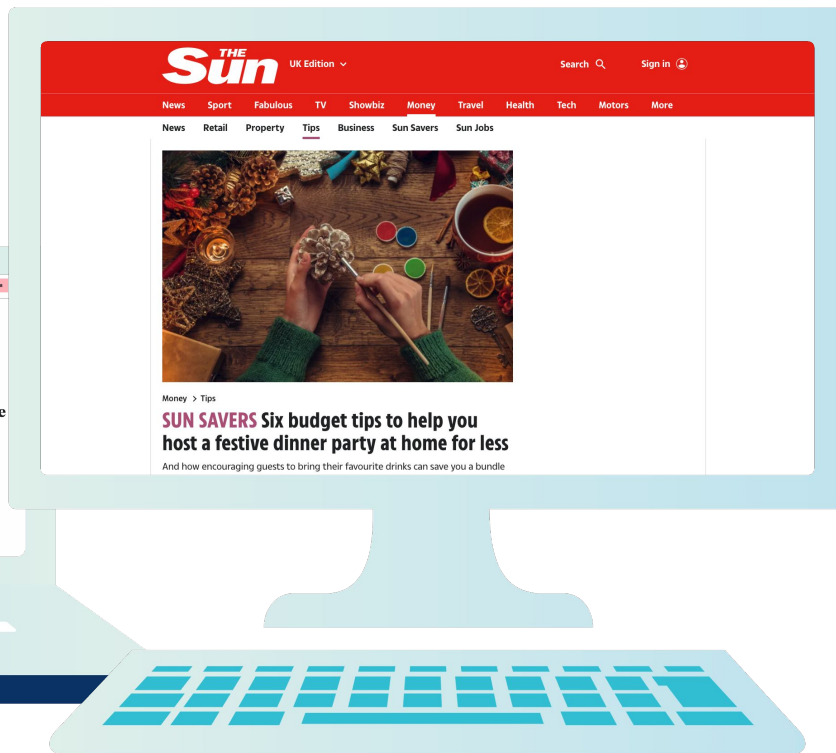 THE
Sun
UK Edition
Search
Sign in
News Sport Fabulous TV Showbiz Money Travel Health Tech Motors More
News Retail Property Tips Business Sun Savers Sun Jobs
Money > Tips
SUN SAVERS Six budget tips to help you
host a festive dinner party at home for less
And how encouraging guests to bring their favourite drinks can save you a bundle